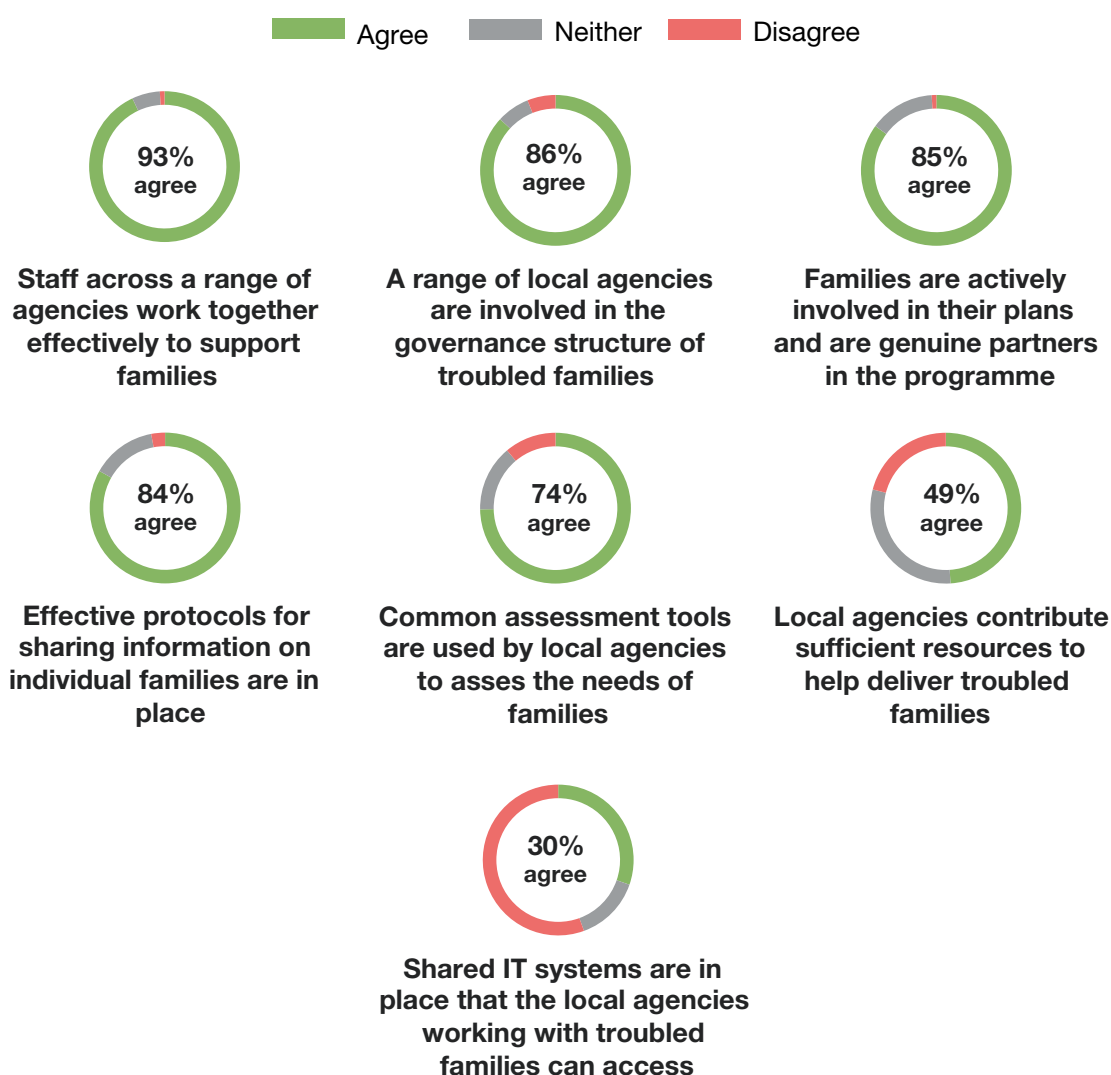 Agree Neither Disagree
93%
agree
Staff across a range of
agencies work together
effectively to support
families
86%
agree
A range of local agencies
are involved in the
governance structure of
troubled families
85%
agree
Families are actively
involved in their plans
and are genuine partners
in the programme
84%
agree
Effective protocols for
sharing information on
individual families are in
place
74%
agree
Common assessment tools
are used by local agencies
to asses the needs of
families
49%
agree
Local agencies contribute
sufficient resources to
help deliver troubled
families
30%
agree
Shared IT systems are in
place that the local agencies
working with troubled
families can access